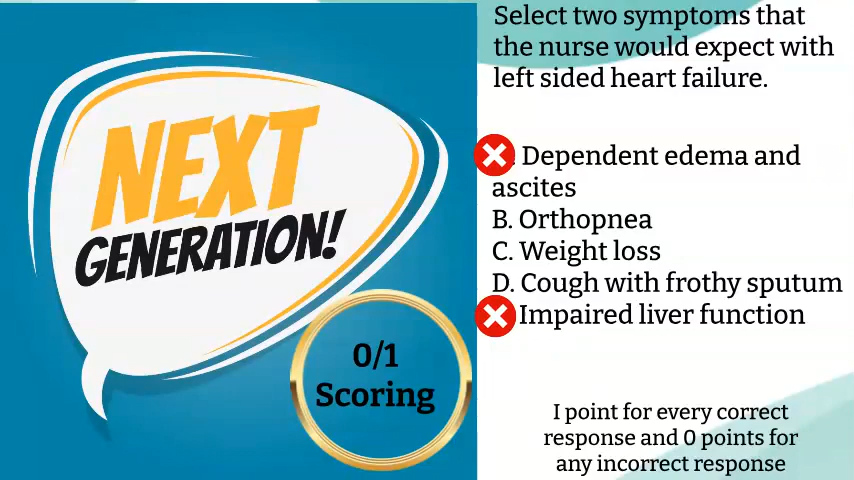 Select two symptoms that
the nurse would expect with
left sided heart failure.
NEXT
GENERATION!
. Dependent edema and
ascites
B. Orthopnea
C. Weight loss
D. Cough with frothy sputum
Impaired liver function
0/1
Scoring
I point for every correct
response and 0 points for
any incorrect response